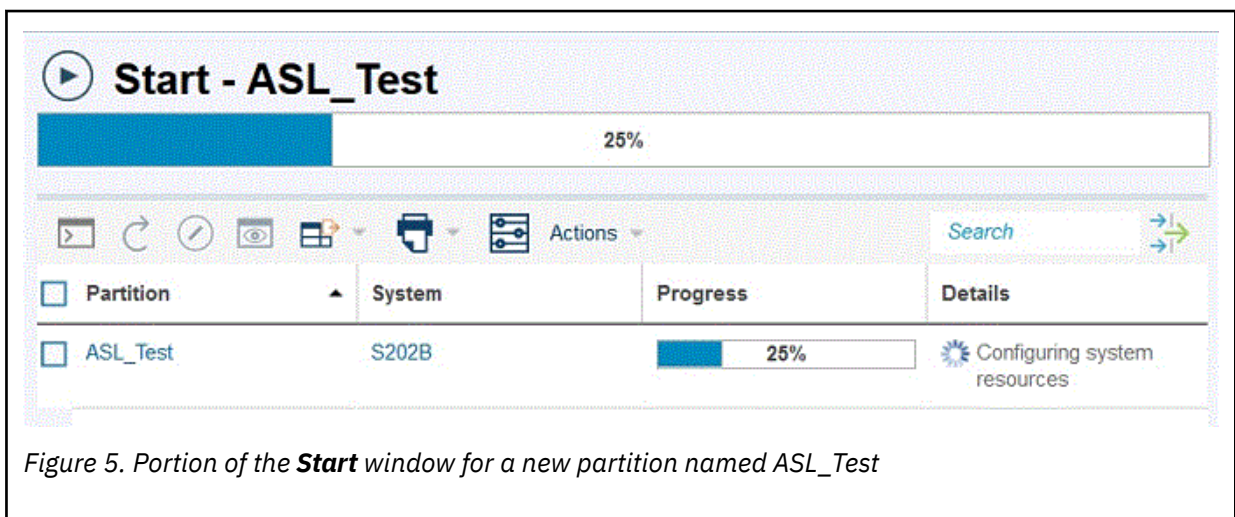 Start - ASL_Test
25%
Actions
Search
Partition System Progress Details
ASL_Test S202B 25% Configuring system
resources
Figure 5. Portion of the Start window for a new partition named ASL_Test